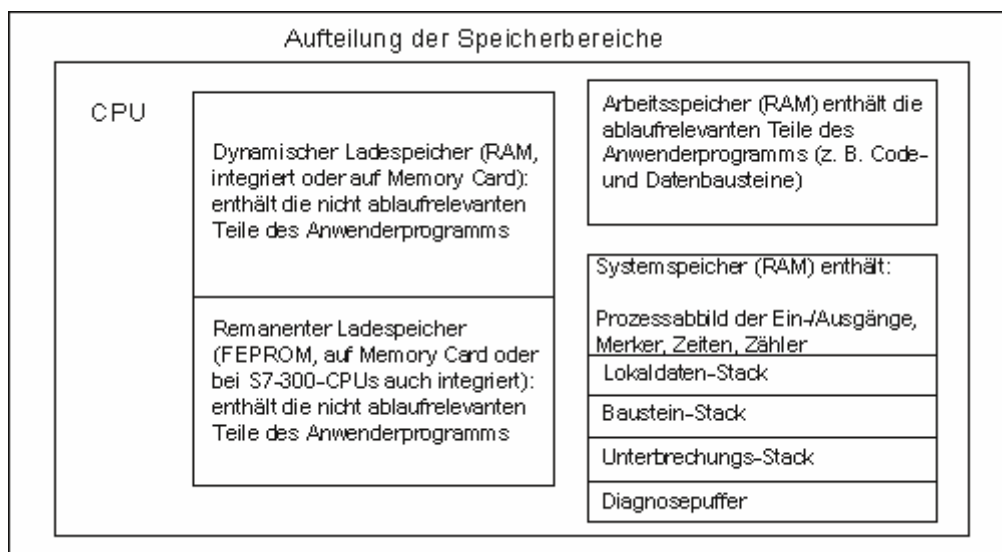 Aufteilung der Speicherbereiche
CPU
Dynamischer Ladespeicher (RAM,
integriert oder auf Memory Card):
enthält die nicht ablaufrelevanten
Teile des Anwenderprogramms
Remanenter Ladespeicher
(FEPROM, auf Memory Card oder
bei S7-300-CPUs auch integriert):
enthält die nicht ablaufrelevanten
Teile des Anwenderprogramms
Arbeitsspeicher (RAM) enthält die
ablaufrelevanten Teile des
Anwenderprogramms (z. B. Code-
und Datenbausteine)
Systemspeicher (RAM) enthält:
Prozessabbild der Ein-/Ausgänge,
Merker, Zeiten, Zähler
Lokaldaten-Stack
Baustein-Stack
Unterbrechungs-Stack
Diagnosepuffer